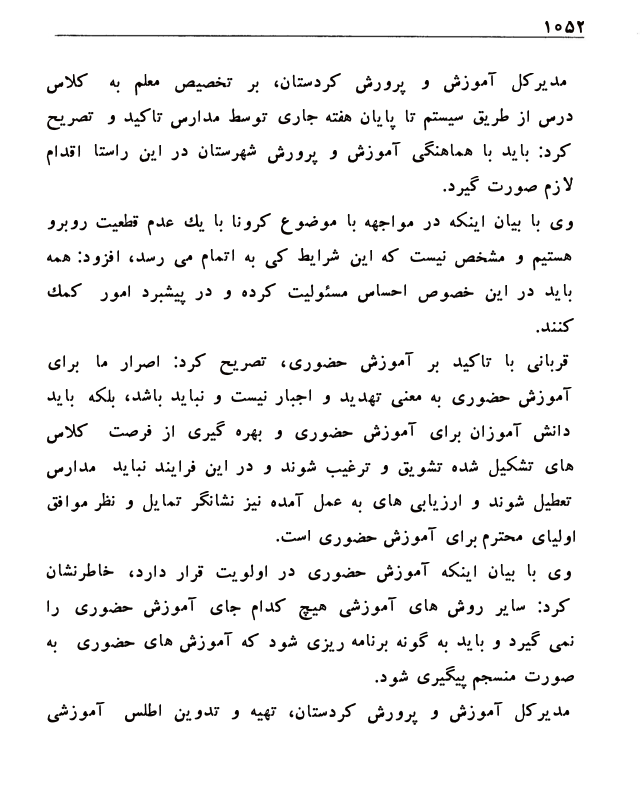 ۱۰۵۲
مدیرکل آموزش و پرورش کردستان، بر تخصیص معلم به کلاس
درس از طریق سیستم تا پایان هفته جاری توسط مدارس تاکید و تصریح
کرد: باید با هماهنگی آموزش و پرورش شهرستان در این راستا اقدام
لازم صورت گیرد.
وی با بیان اینکه در مواجهه با موضوع کرونا با یك عدم قطعیت روبرو
هستیم و مشخص نیست که این شرایط کی به اتمام می رسد، افزود: همه
باید در این خصوص احساس مسئولیت کرده و در پیشبرد امور کمك
کنند.
قربانی با تاکید بر آموزش حضوری، تصریح کرد: اصرار ما برای
آموزش حضوری به معنی تهدید و اجبار نیست و نباید باشد، بلکه باید
دانش آموزان برای آموزش حضوری و بهره گیری از فرصت کلاس
های تشکیل شده تشویق و ترغیب شوند و در این فرایند نباید مدارس
تعطیل شوند و ارزیابی های به عمل آمده نیز نشانگر تمایل و نظر موافق
اولیای محترم برای آموزش حضوری است.
وی با بیان اینکه آموزش حضوری در اولویت قرار دارد، خاطرنشان
کرد: سایر روش های آموزشی هیچ کدام جای آموزش حضوری را
نمی گیرد و باید به گونه برنامه ریزی شود که آموزش های حضوری به
صورت منسجم پیگیری شود.
مدیرکل آموزش و پرورش کردستان، تهیه و تدوین اطلس آموزشی